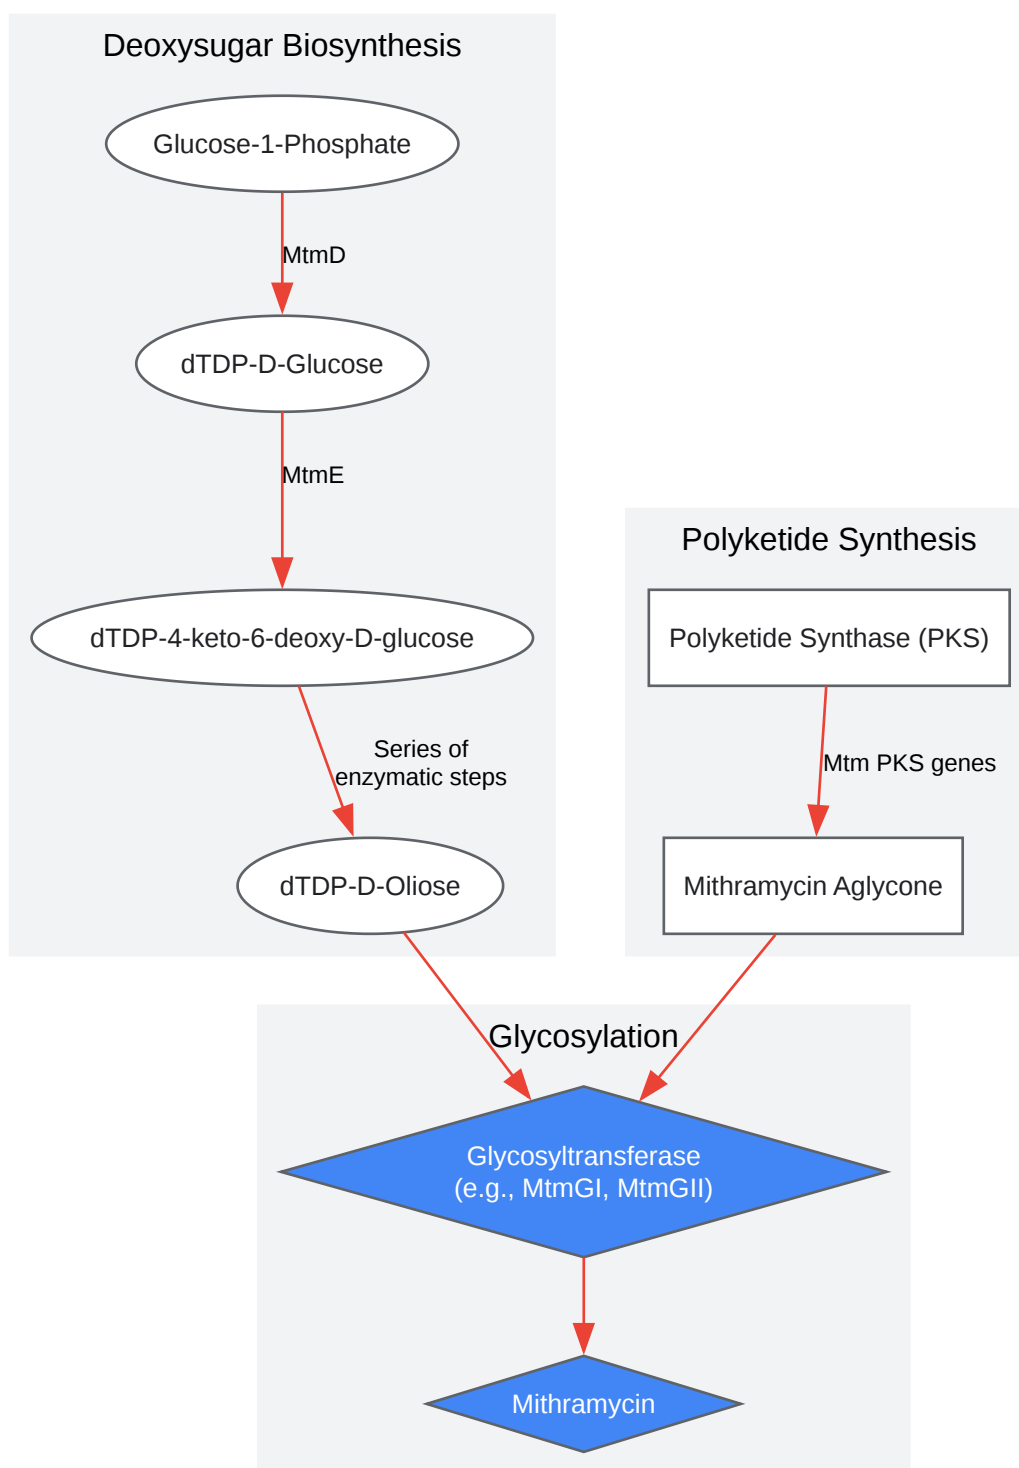 Deoxysugar Biosynthesis
Glucose-1-Phosphate
MtmD
dTDP-D-Glucose
MtmE
dTDP-4-keto-6-deoxy-D-glucose
Series of
enzymatic steps
dTDP-D-Oliose
Polyketide Synthesis
Polyketide Synthase (PKS)
Mtm PKS genes
Mithramycin Aglycone
Glycosylation
Glycosyltransferase
(e.g., MtmGI, MtmGII)
Mithramycin